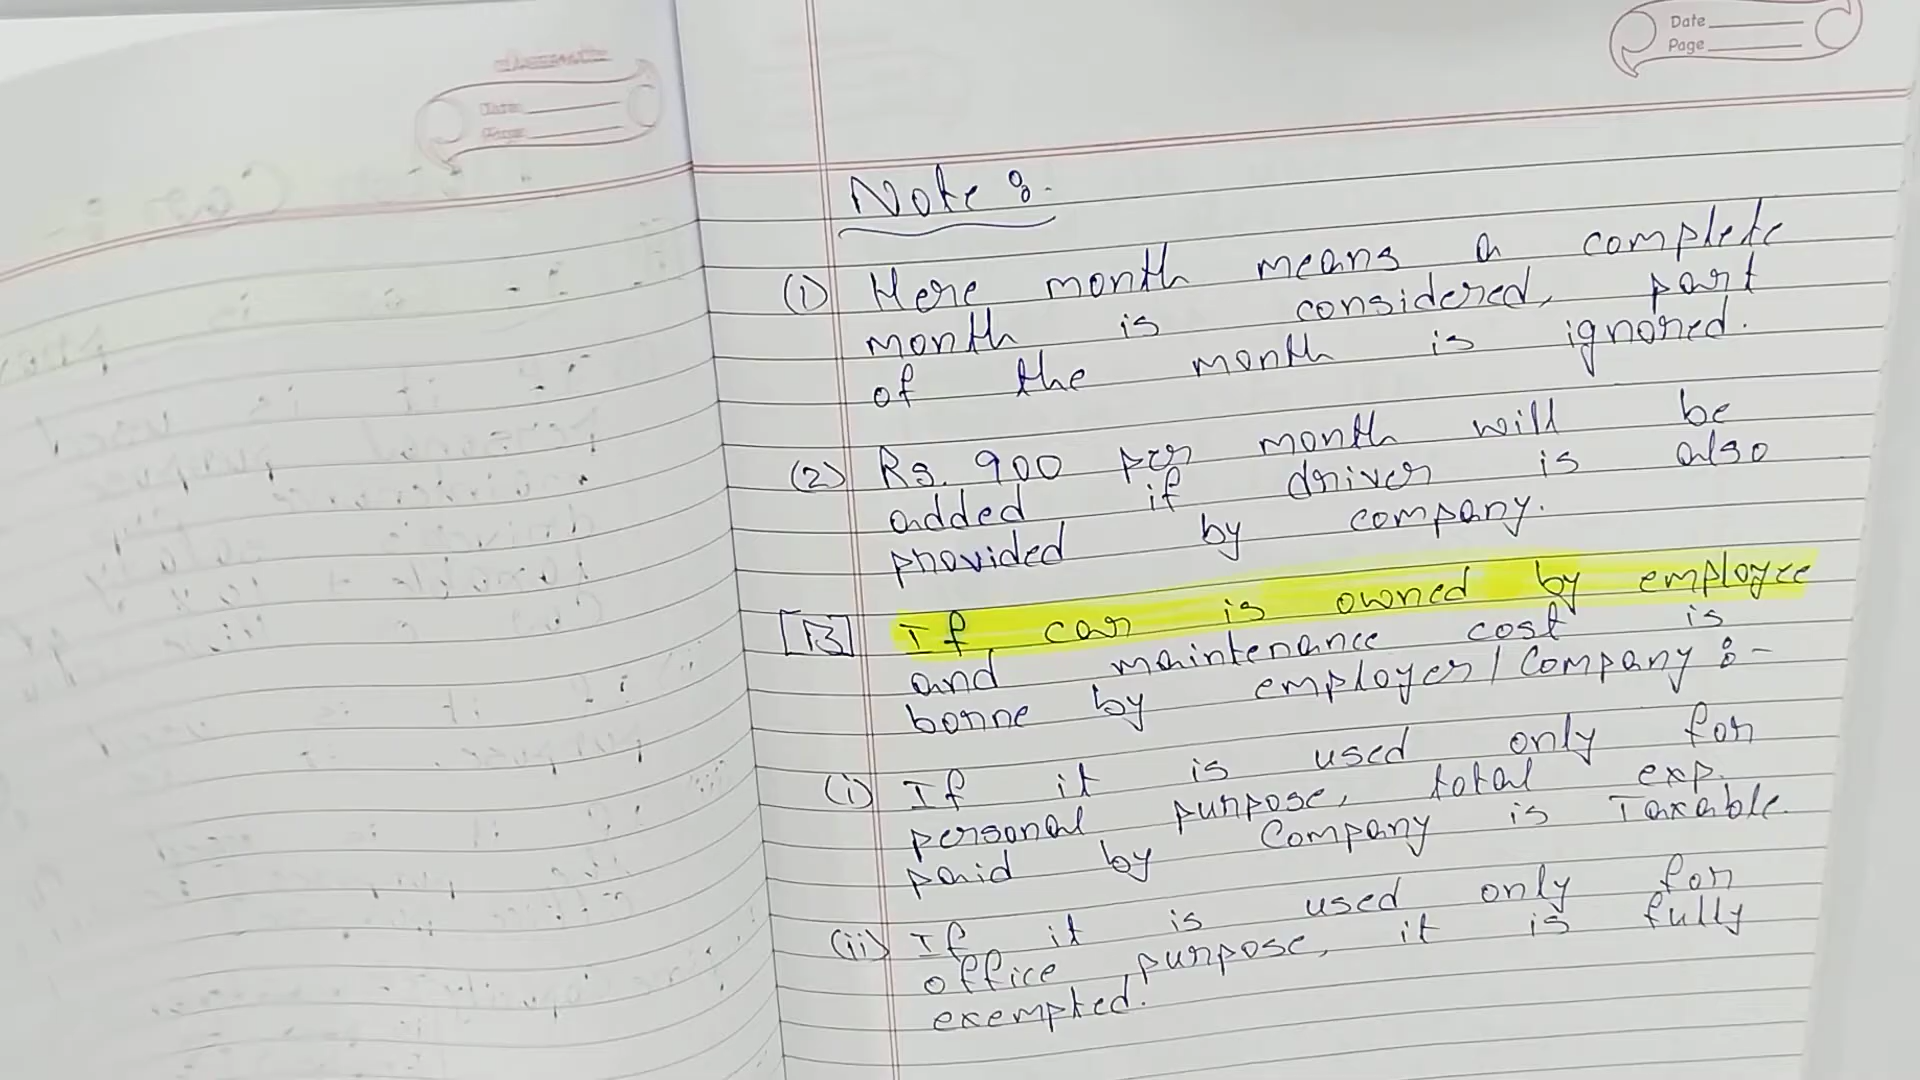 Date
Page
Note :-
(1) Here month means a complete
month is considered, part
of the month is ignored.
(2) Rs. 900 per month will be
added if driver is also
provided by company.
[B] If car is owned by employee
and maintenance cost is
borne by employer/Company :-
(i) If it is used only for
personal purpose, total exp.
paid by Company is Taxable.
(ii) If it is used only for
office purpose, it is fully
exempted.